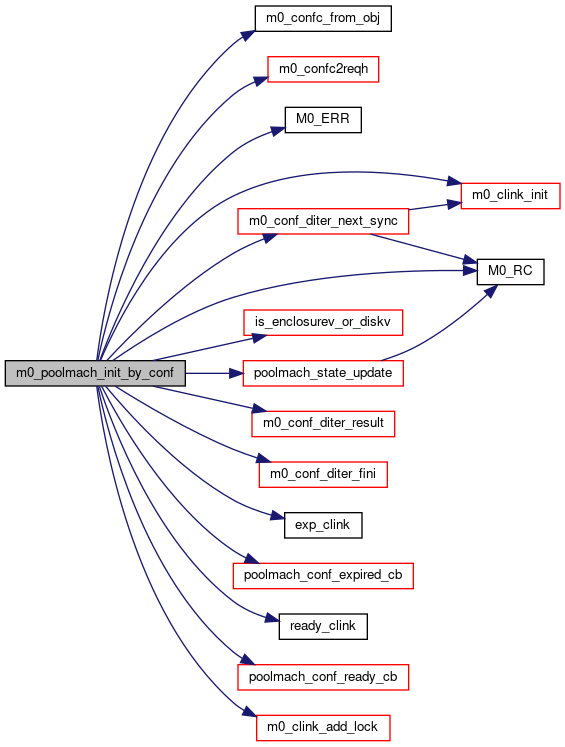 m0_confc_from_obj
m0_confc2reqh
M0_ERR
m0_clink_init
m0_conf_diter_next_sync
M0_RC
is_enclosurev_or_diskv
m0_poolmach_init_by_conf
poolmach_state_update
m0_conf_diter_result
m0_conf_diter_fini
exp_clink
poolmach_conf_expired_cb
ready_clink
poolmach_conf_ready_cb
m0_clink_add_lock